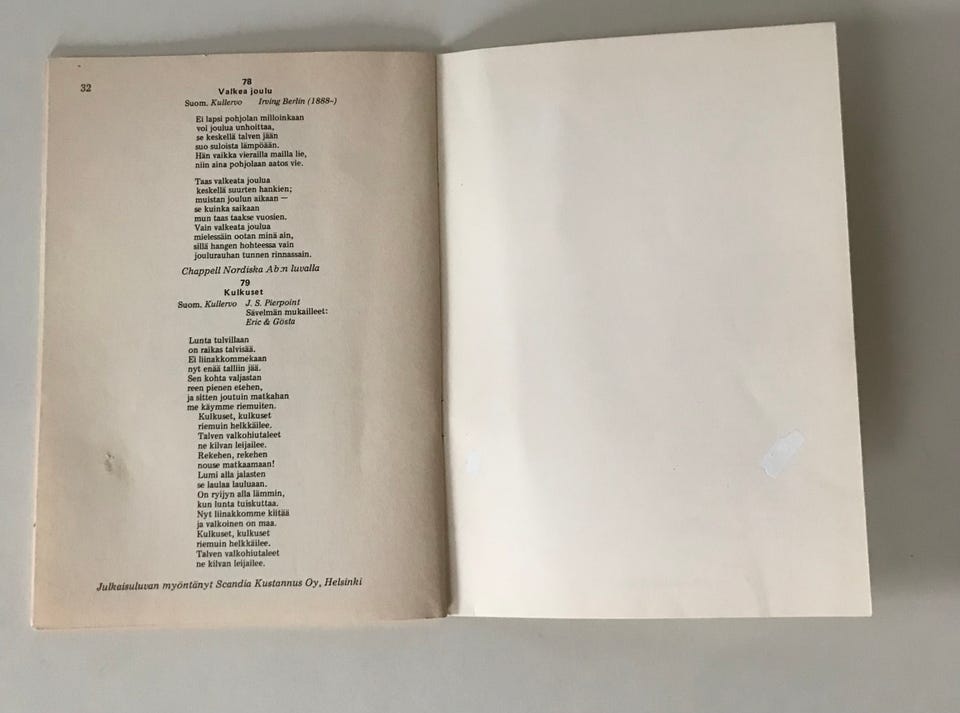 32
78
Valkea joulu
Suom. Kullervo Irving Berlin (1888-)
Ei lapsi pohjolan milloinkaan
voi joulua unhoittaa,
se keskellä talven jään
suo suloista lämpöään.
Hän vaikka vierailla mailla lie,
niin aina pohjolaan aatos vie.
Taas valkeata joulua
keskellä suurten hankien;
muistan joulun aikaan —
se kuinka saikaan
mun taas taakse vuosien.
Vain valkeata joulua
mielessäin ootan minä ain,
sillä hangen hohteessa vain
joulurauhan tunnen rinnassain.
Chappell Nordiska Ab:n luvalla
79
Kulkuset
Suom. Kullervo J. S. Pierpoint
Sävelmän mukailleet:
Eric & Gösta
Lunta tulvillaan
on raikas talvisää.
Ei liinakkommekaan
nyt enää talliin jää.
Sen kohta valjastan
reen pienen etehen,
ja sitten joutuin matkahan
me käymme riemuiten.
Kulkuset, kulkuset
riemuin helkkäilee.
Talven valkohiutaleet
ne kilvan leijailee.
Rekehen, rekehen
nouse matkaamaan!
Lumi alla jalasten
se laulaa lauluaan.
On ryijyn alla lämmin,
kun lunta tuiskuttaa.
Nyt liinakkomme kiitää
ja valkoinen on maa.
Kulkuset, kulkuset
riemuin helkkäilee.
Talven valkohiutaleet
ne kilvan leijailee.
Julkaisuluvan myöntänyt Scandia Kustannus Oy, Helsinki